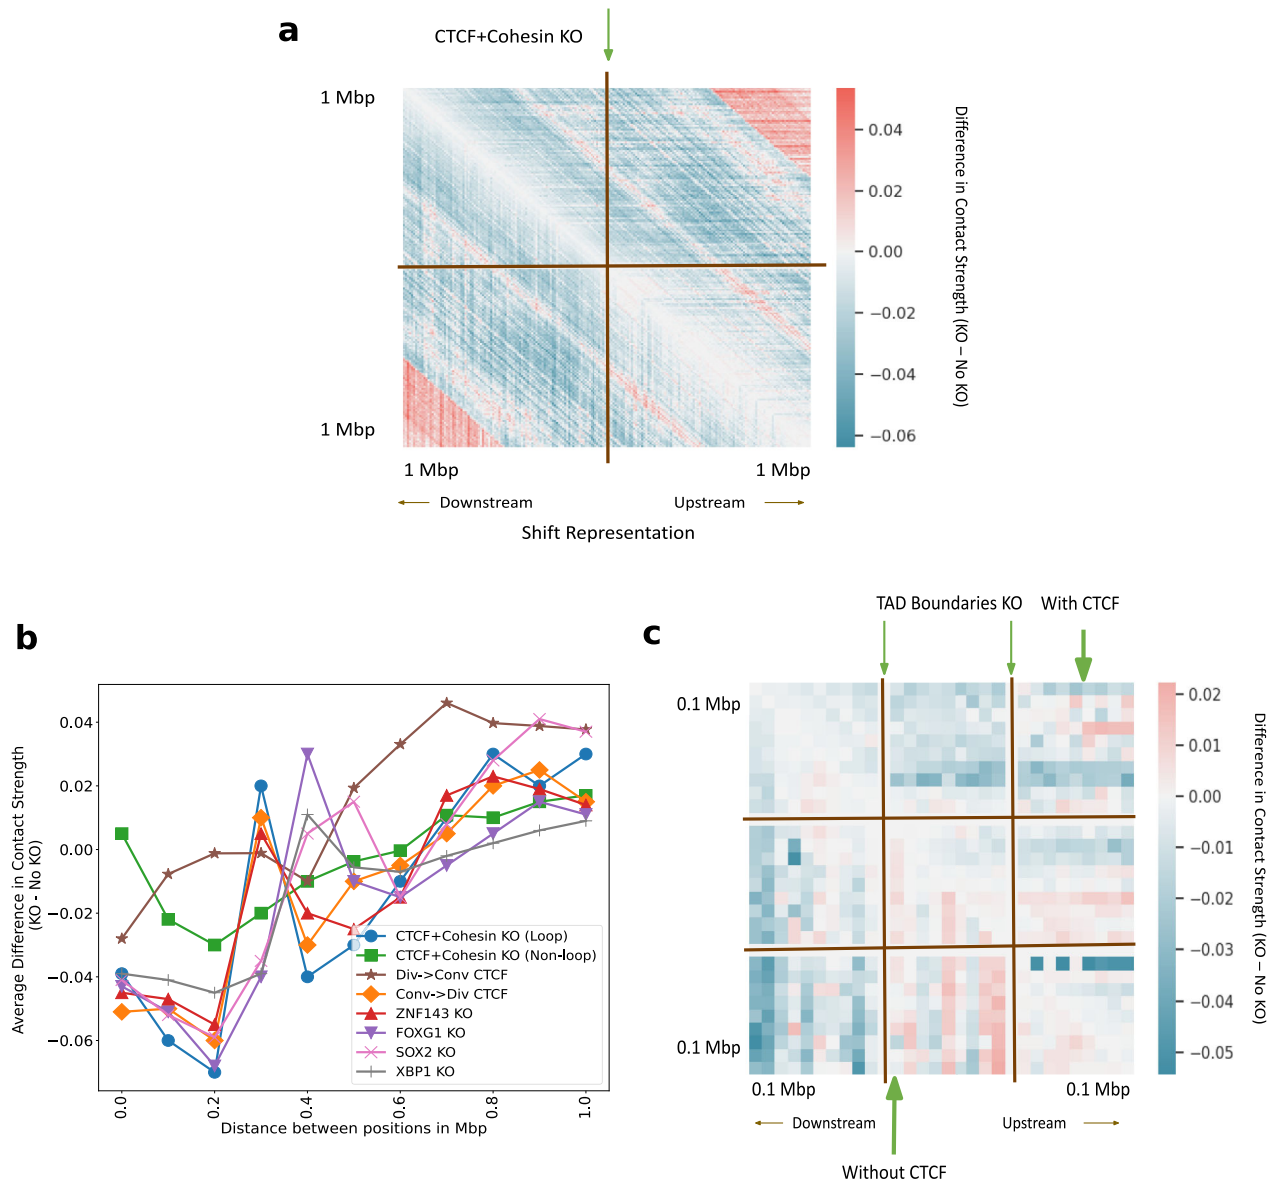 a
CTCF+Cohesin KO
1 Mbp
1 Mbp
1 Mbp
1 Mbp
Downstream
Upstream
Shift Representation
0.04
0.02
0.00
−0.02
−0.04
−0.06
Difference in Contact Strength (KO – No KO)
b
0.04
0.02
0.00
−0.02
−0.04
−0.06
Average Difference in Contact Strength
(KO - No KO)
CTCF+Cohesin KO (Loop)
CTCF+Cohesin KO (Non-loop)
Div->Conv CTCF
Conv->Div CTCF
ZNF143 KO
FOXG1 KO
SOX2 KO
XBP1 KO
0.0
0.2
0.4
0.6
0.8
1.0
Distance between positions in Mbp
c
TAD Boundaries KO
With CTCF
0.1 Mbp
0.1 Mbp
0.1 Mbp
0.1 Mbp
Downstream
Upstream
Without CTCF
0.02
0.01
0.00
−0.01
−0.02
−0.03
−0.04
−0.05
Difference in Contact Strength (KO – No KO)